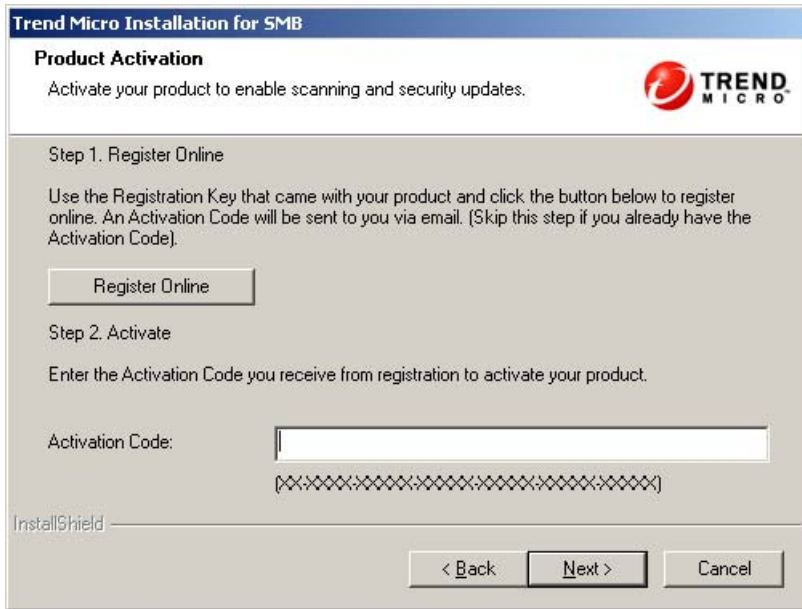 Trend Micro Installation for SMB
Product Activation
Activate your product to enable scanning and security updates.
TREND
MICRO
Step 1. Register Online
Use the Registration Key that came with your product and click the button below to register
online. An Activation Code will be sent to you via email. (Skip this step if you already have the
Activation Code).
Register Online
Step 2. Activate
Enter the Activation Code you receive from registration to activate your product.
Activation Code:
(XX-XXXX-XXXXX-XXXXX-XXXXX-XXXXX-XXXXX)
InstallShield
< Back
Next >
Cancel